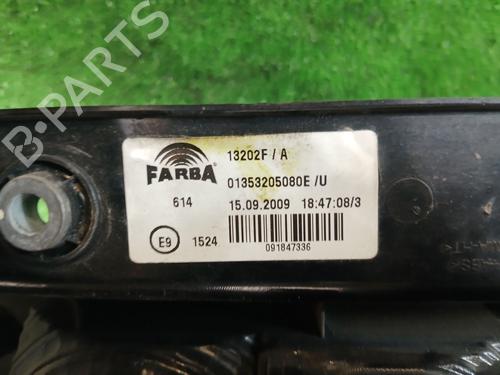 B-PARTS
FARBA
13202F / A
01353205080E /U
614
15.09.2009 18:47:08/3
E9
1524
091847336